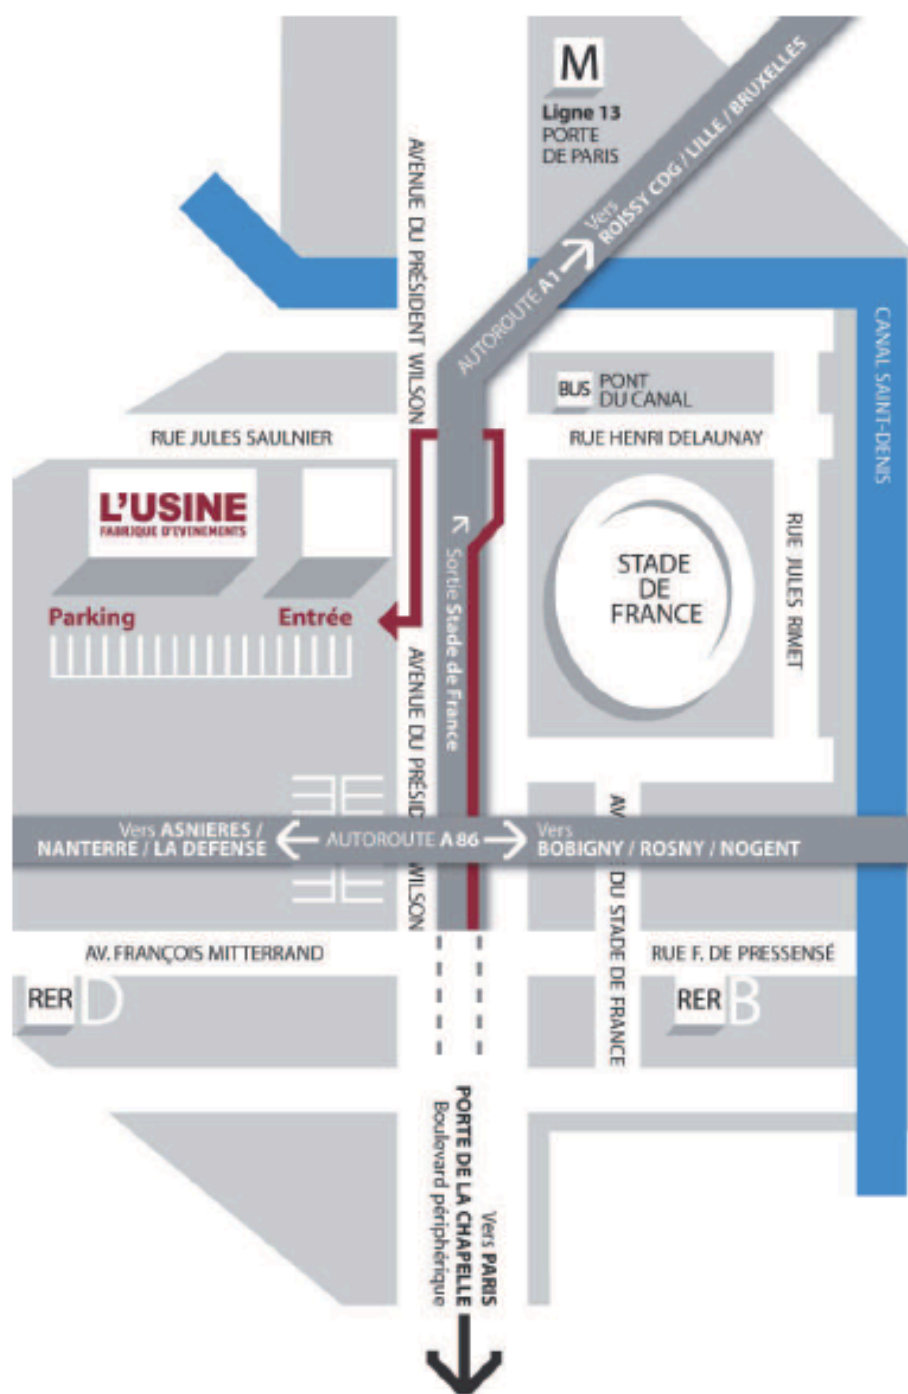 M
Ligne 13
PORTE
DE PARIS
AVENUE DU PRÉSIDENT WILSON
Vers
ROISSY CDG / LILLE / BRUXELLES
AUTOROUTE A1
CANAL SAINT-DENIS
BUS PONT
DU CANAL
RUE JULES SAULNIER
RUE HENRI DELAUNAY
L'USINE
FABRIQUE D'EVENEMENTS
Parking
Entrée
Sortie Stade de France
STADE
DE
FRANCE
RUE JULES RIMET
AVENUE DU PRÉSID WILSON
Vers ASNIERES /
NANTERRE / LA DEFENSE
AUTOROUTE A 86
Vers
BOBIGNY / ROSNY / NOGENT
AV DU STADE DE FRANCE
AV. FRANÇOIS MITTERRAND
RUE F. DE PRESSENSÉ
RER D
RER B
Vers PARIS
PORTE DE LA CHAPELLE
Boulevard périphérique